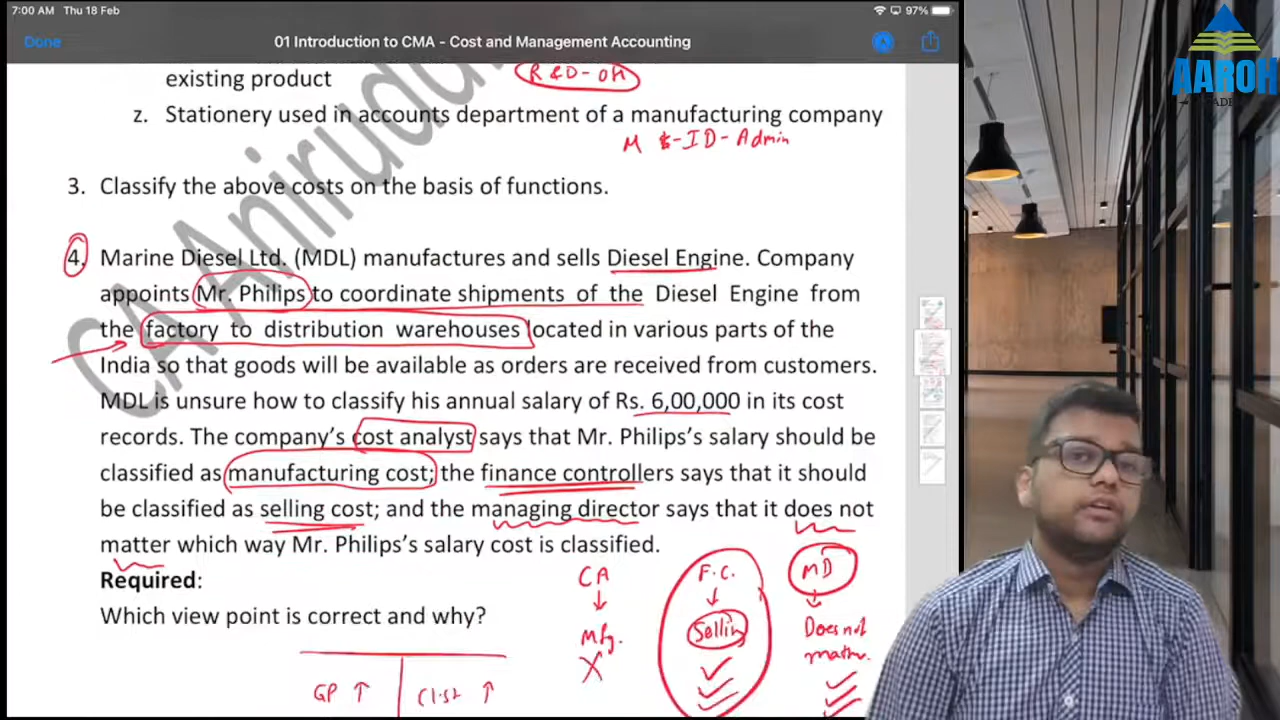 7:00 AM Thu 18 Feb
97%
Done
01 Introduction to CMA - Cost and Management Accounting
AAROH
existing product
R&D-OH
z. Stationery used in accounts department of a manufacturing company
ID-Admin
3. Classify the above costs on the basis of functions.
4. Marine Diesel Ltd. (MDL) manufactures and sells Diesel Engine. Company
appoints Mr. Philips to coordinate shipments of the Diesel Engine from
the factory to distribution warehouses located in various parts of the
India so that goods will be available as orders are received from customers.
MDL is unsure how to classify his annual salary of Rs. 6,00,000 in its cost
records. The company's cost analyst says that Mr. Philips's salary should be
classified as manufacturing cost; the finance controllers says that it should
be classified as selling cost; and the managing director says that it does not
matter which way Mr. Philips's salary cost is classified.
Required:
Which view point is correct and why?
CA
F.C.
MD
Mfg.
Does not
GP ↑
Cl.st ↑
CA Anirudd